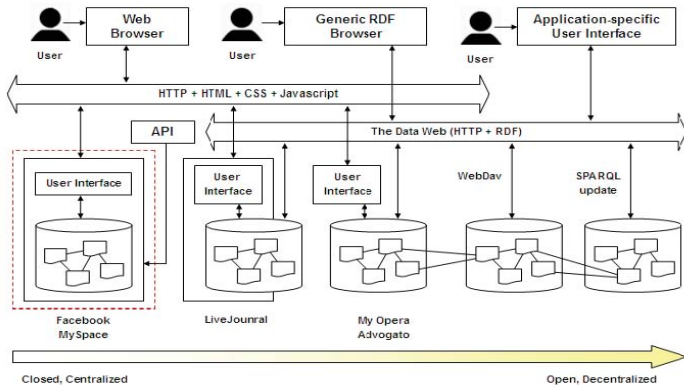 Web
Browser
Generic RDF
Browser
Application-specific
User Interface
User
User
User
HTTP + HTML + CSS + Javascript
API
The Data Web (HTTP + RDF)
User Interface
User
Interface
User
Interface
WebDav
SPARQL
update
Facebook
MySpace
LiveJounral
My Opera
Advogato
Closed, Centralized
Open, Decentralized